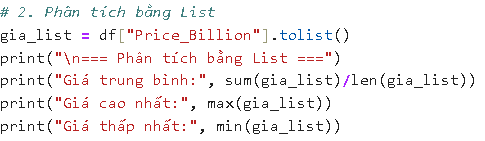 # 2. Phân tích bằng List
gia_list = df["Price_Billion"].tolist()
print("\n=== Phân tích bằng List ===")
print("Giá trung bình:", sum(gia_list)/len(gia_list))
print("Giá cao nhất:", max(gia_list))
print("Giá thấp nhất:", min(gia_list))